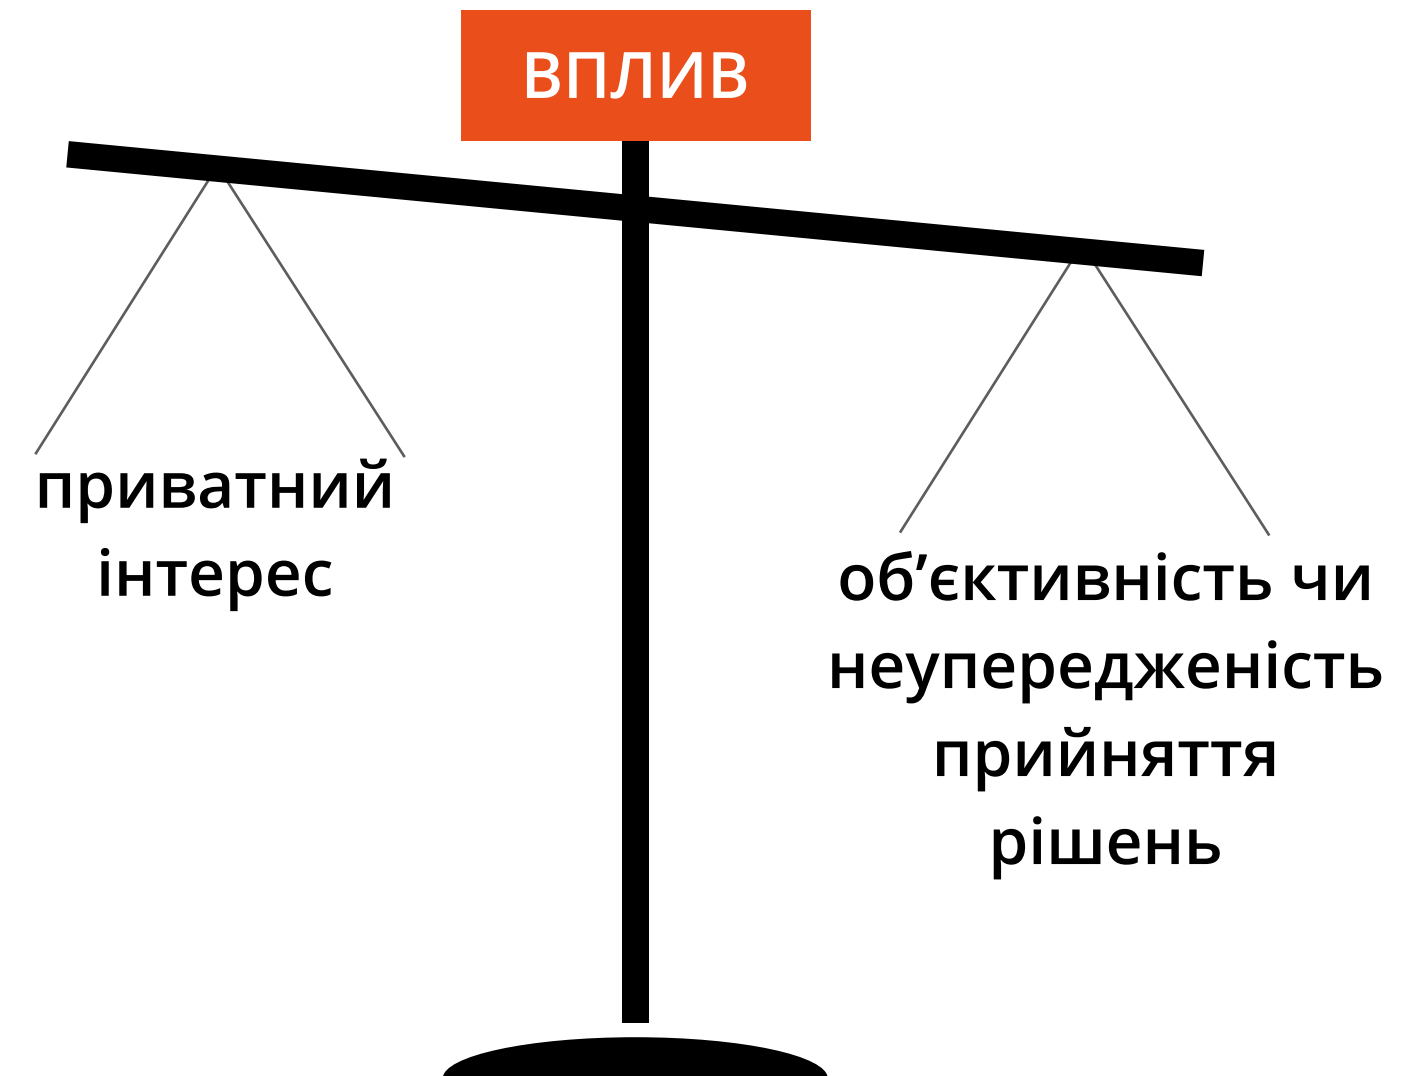 ВПЛИВ
приватний
інтерес
об’єктивність чи
неупередженість
прийняття
рішень